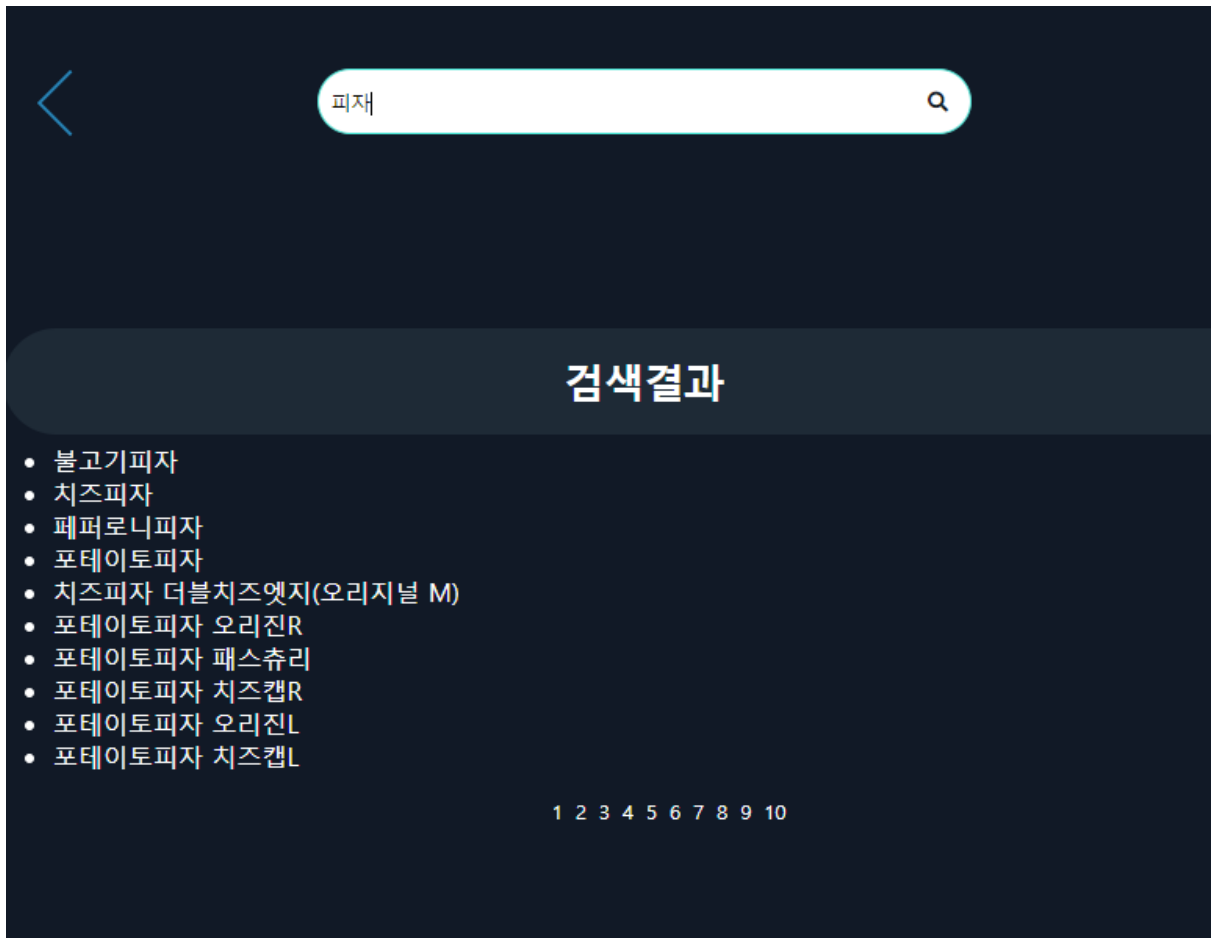 피자
검색결과
불고기피자
치즈피자
페퍼로니피자
포테이토피자
치즈피자 더블치즈엣지(오리지널 M)
포테이토피자 오리진R
포테이토피자 패스츄리
포테이토피자 치즈캡R
포테이토피자 오리진L
포테이토피자 치즈캡L
1 2 3 4 5 6 7 8 9 10